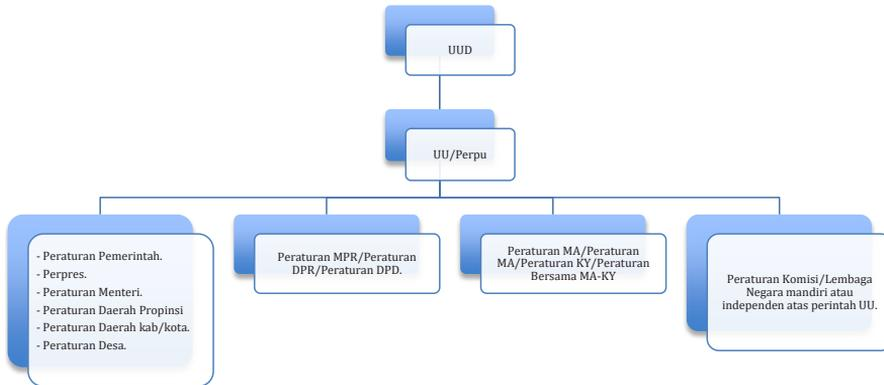 UUD
UU/Perpu
- Peraturan Pemerintah.
- Perpres.
- Peraturan Menteri.
- Peraturan Daerah Propinsi
- Peraturan Daerah kab/kota.
- Peraturan Desa.
Peraturan MPR/Peraturan
DPR/Peraturan DPD.
Peraturan MA/Peraturan
MA/Peraturan KY/Peraturan
Bersama MA-KY
Peraturan Komisi/Lembaga
Negara mandiri atau
independen atas perintah UU.